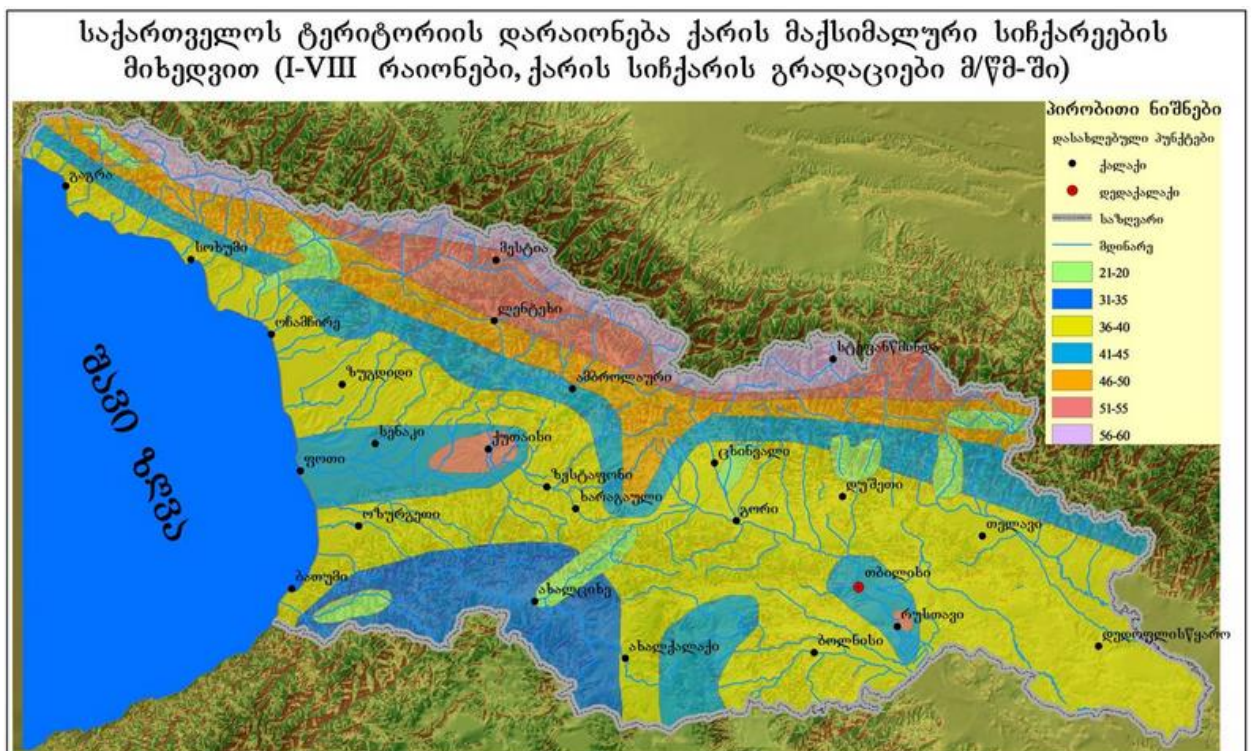 საქართველოს ტერიტორიის დარაიონება ქარის მაქსიმალური სიჩქარეების
მიხედვით (I-VIII რაიონები, ქარის სიჩქარის გრადაციები მ/წმ-ში)
პირობითი ნიშნები
დასახლებული პუნქტები
ქალაქი
დედაქალაქი
საზღვარი
მდინარე
21-20
31-35
36-40
41-45
46-50
51-55
56-60
გაგრა
სოხუმი
მესტია
ლენტეხი
ოჩამჩირე
სტეფანწმინდა
შავი ზღვა
ზუგდიდი
ამბროლაური
სენაკი
ქუთაისი
ფოთი
ცხინვალი
ზესტაფონი
დუშეთი
ხარაგაული
გორი
ოზურგეთი
თელავი
ბათუმი
თბილისი
ახალციხე
რუსთავი
ახალქალაქი
ბოლნისი
დედოფლისწყარო